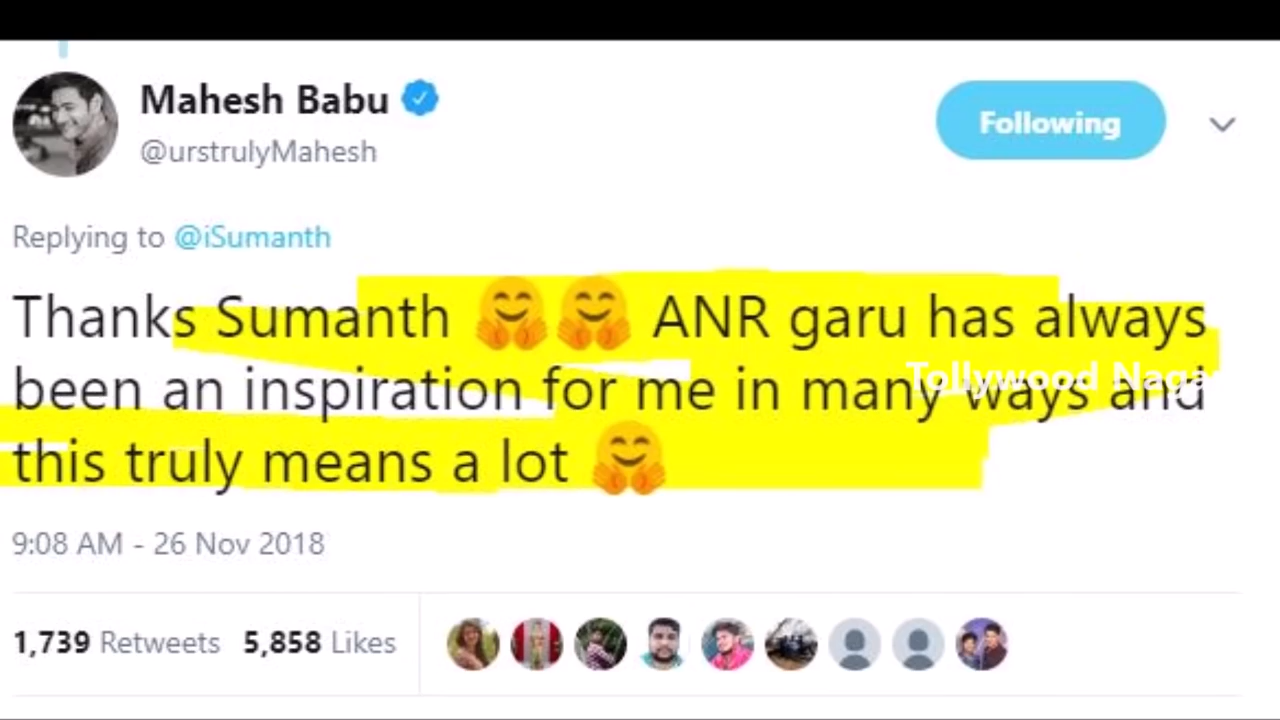 Mahesh Babu
@urstrulyMahesh
Following
Replying to @iSumanth
Thanks Sumanth 🤗🤗 ANR garu has always
been an inspiration for me in many ways and
this truly means a lot 🤗
Tollywood
9:08 AM - 26 Nov 2018
1,739 Retweets 5,858 Likes